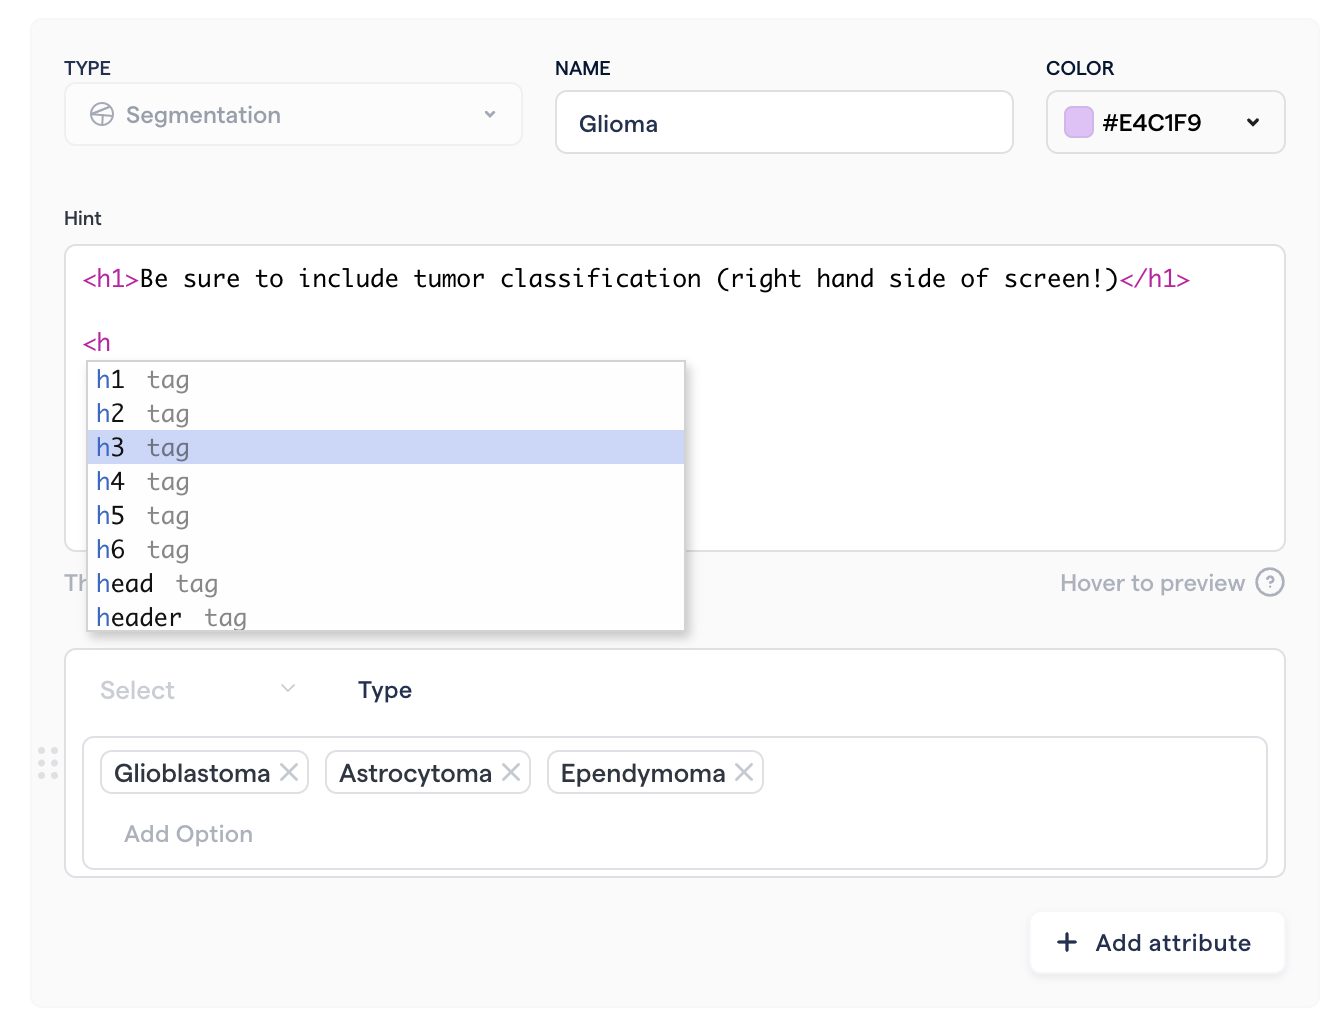 TYPE
NAME
COLOR
Segmentation
Glioma
#E4C1F9
Hint
<h1>Be sure to include tumor classification (right hand side of screen!)</h1>
<h
h1 tag
h2 tag
h3 tag
h4 tag
h5 tag
h6 tag
head tag
header tag
Hover to preview ?
Select
Type
Glioblastoma
Astrocytoma
Ependymoma
Add Option
+ Add attribute